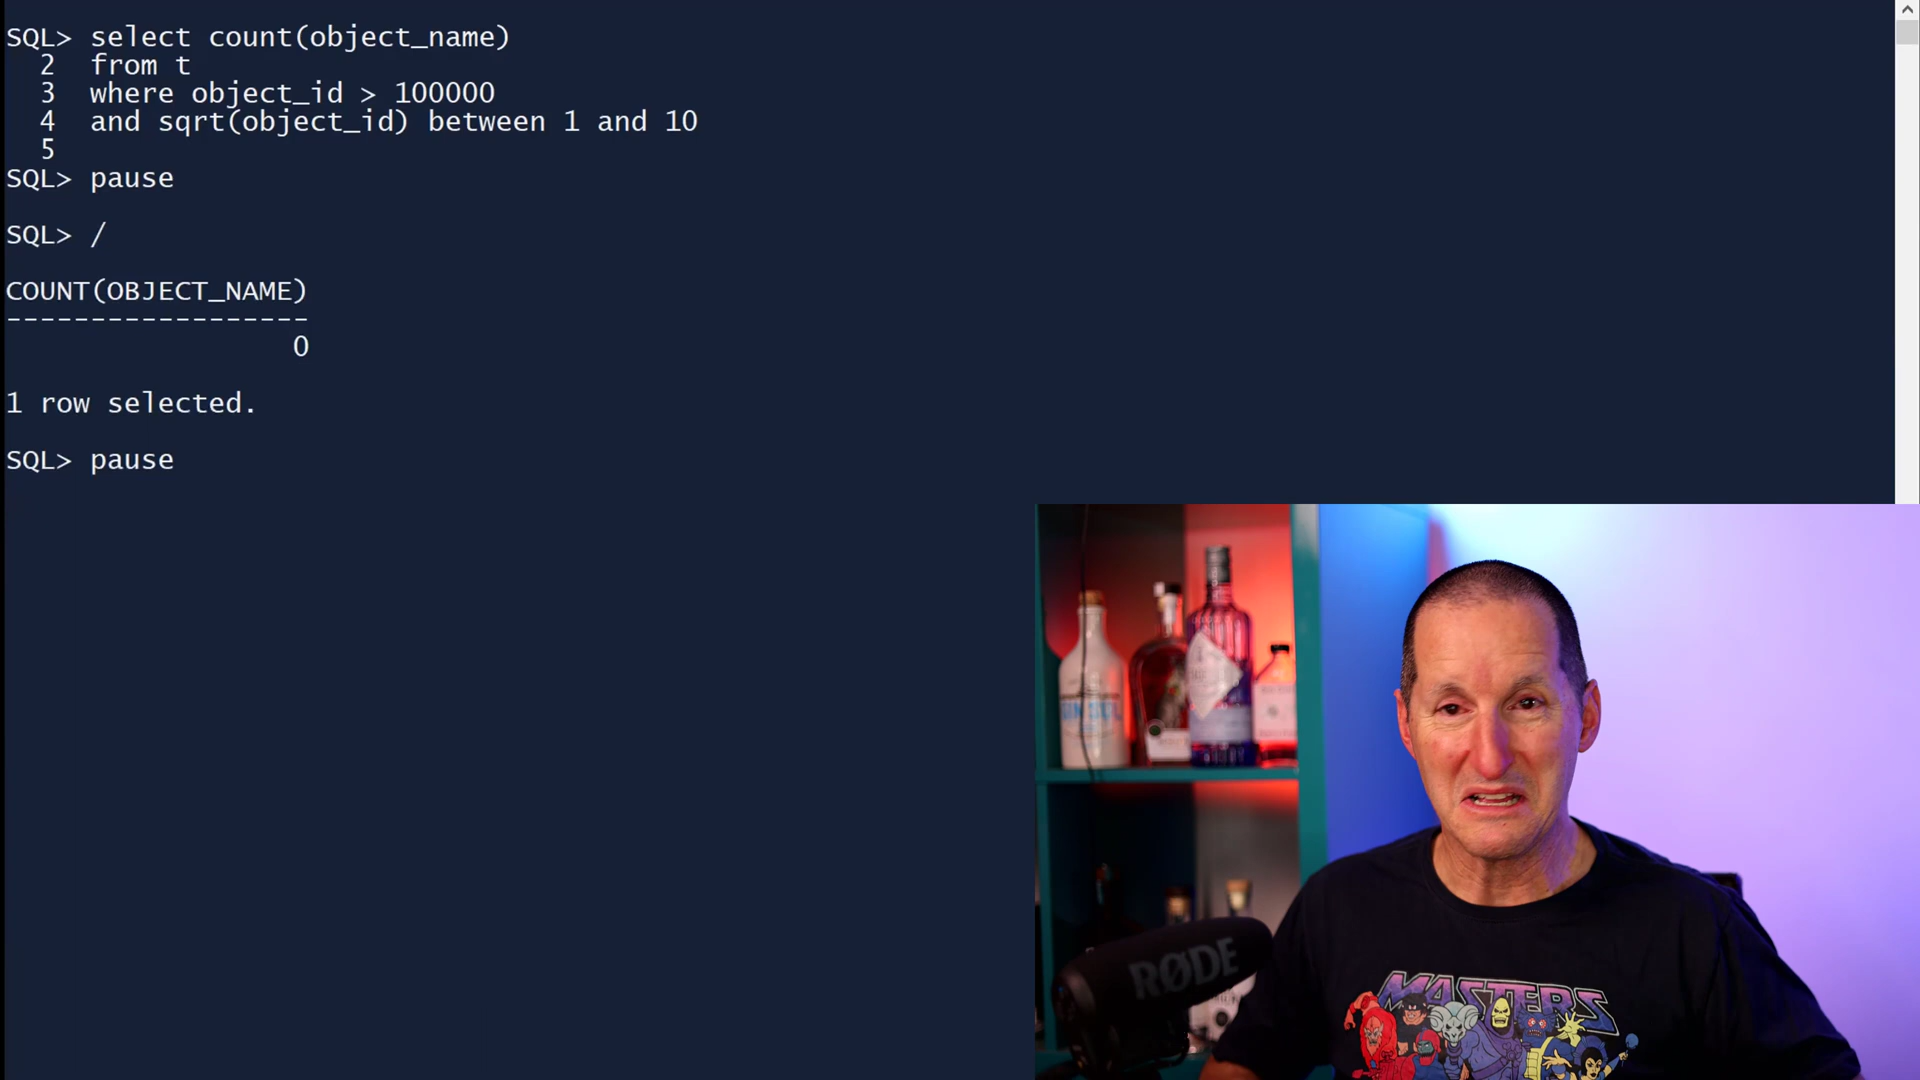 SQL> select count(object_name)
2 from t
3 where object_id > 100000
4 and sqrt(object_id) between 1 and 10
5
SQL> pause
SQL> /
COUNT(OBJECT_NAME)
------------------
0
1 row selected.
SQL> pause
RØDE
MASTERS